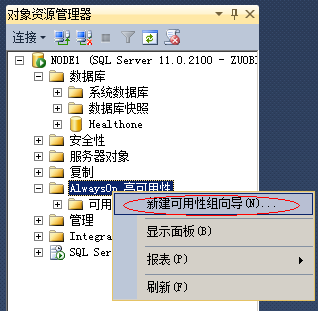 对象资源管理器
连接
NODE1 (SQL Server 11.0.2100 - ZUOBI
数据库
系统数据库
数据库快照
Healthone
安全性
服务器对象
复制
AlwaysOn 高可用性
可用
新建可用性组向导(N)...
显示面板(B)
管理
报表(P)
Integra
SQL Ser
刷新(F)